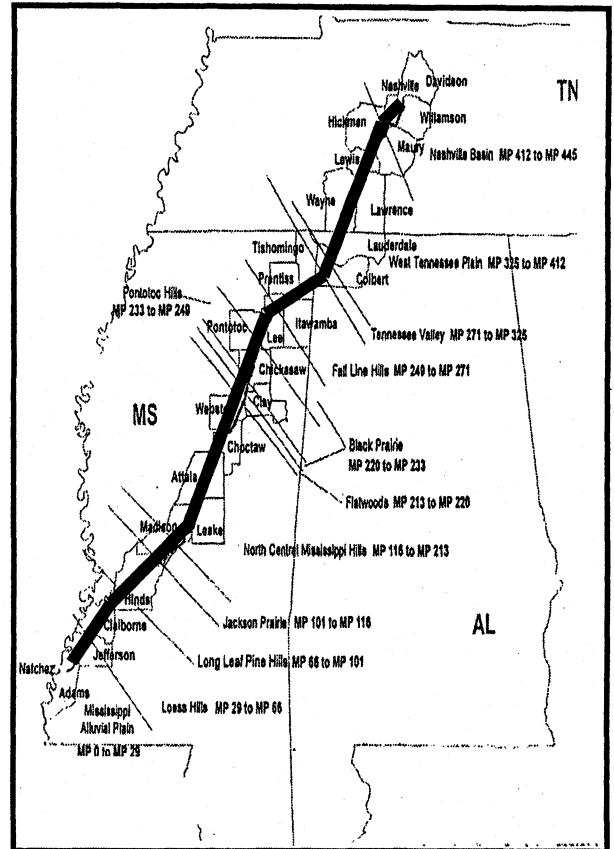 Nashville
Davidson
TN
Hickman
Williamson
Maury
Nashville Basin MP 412 to MP 445
Lewis
Wayne
Lawrence
Tishomingo
Lauderdale
West Tennessee Plain MP 325 to MP 412
Colbert
Prentiss
Pontotoc Hills
MP 233 to MP 249
Itawamba
Pontotoc
Lee
Tennessee Valley MP 271 to MP 325
Chickasaw
Fall Line Hills MP 249 to MP 271
MS
Webst
Clay
Choctaw
Black Prairie
MP 220 to MP 233
Attala
Flatwoods MP 213 to MP 220
Madison
Leake
North Central Mississippi Hills MP 116 to MP 213
Hinds
Claiborne
Jackson Prairie MP 101 to MP 116
AL
Jefferson
Natchez
Long Leaf Pine Hills MP 66 to MP 101
Adams
Loess Hills MP 29 to MP 66
Mississippi
Alluvial Plain
MP 0 to MP 29